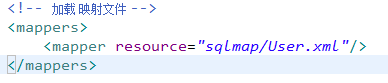 <!-- 加载映射文件 -->
<mappers>
<mapper resource="sqlmap/User.xml"/>
</mappers>